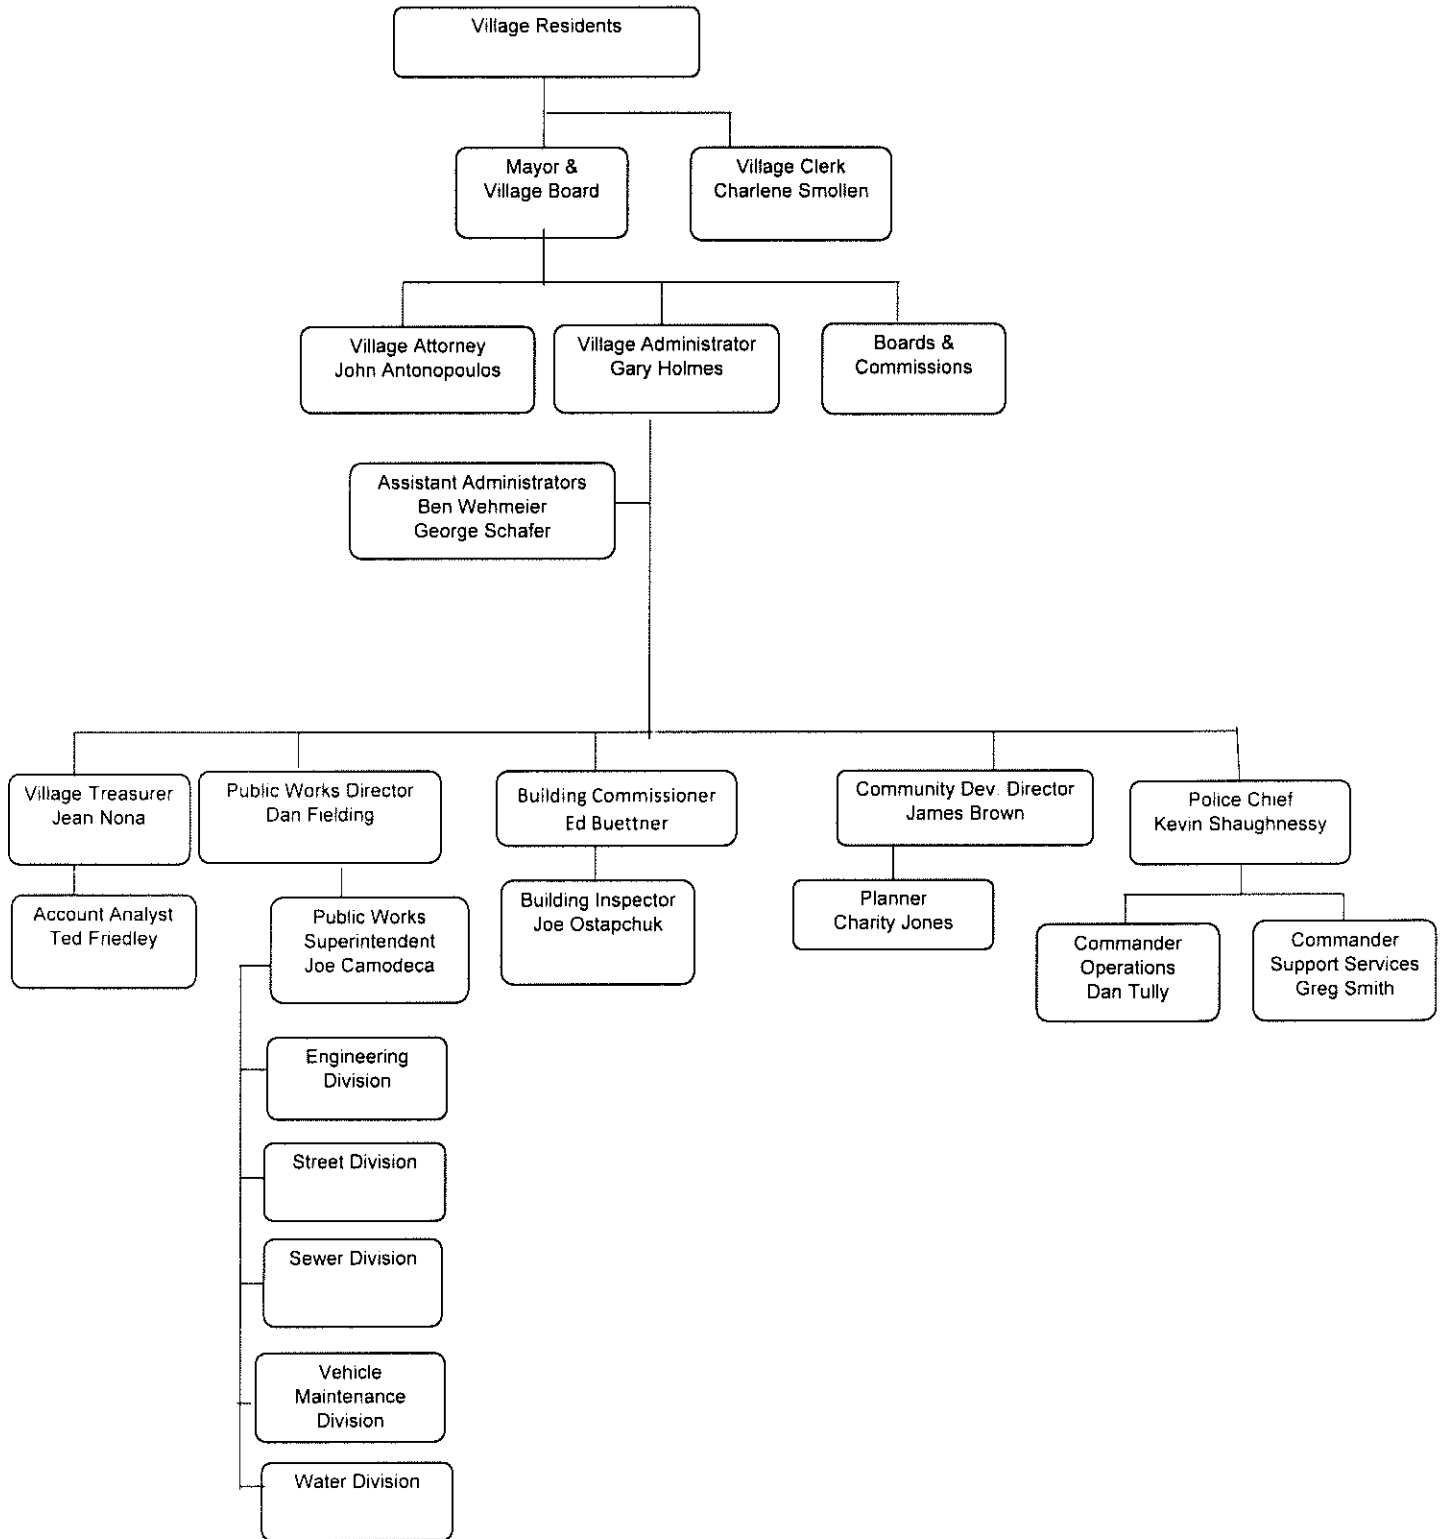 Village Residents
Mayor &
Village Board
Village Clerk
Charlene Smollen
Village Attorney
John Antonopoulos
Village Administrator
Gary Holmes
Boards &
Commissions
Assistant Administrators
Ben Wehmeier
George Schafer
Village Treasurer
Jean Nona
Public Works Director
Dan Fielding
Building Commissioner
Ed Buettner
Community Dev. Director
James Brown
Police Chief
Kevin Shaughnessy
Account Analyst
Ted Friedley
Public Works
Superintendent
Joe Camodeca
Building Inspector
Joe Ostapchuk
Planner
Charity Jones
Commander
Operations
Dan Tully
Commander
Support Services
Greg Smith
Engineering
Division
Street Division
Sewer Division
Vehicle
Maintenance
Division
Water Division